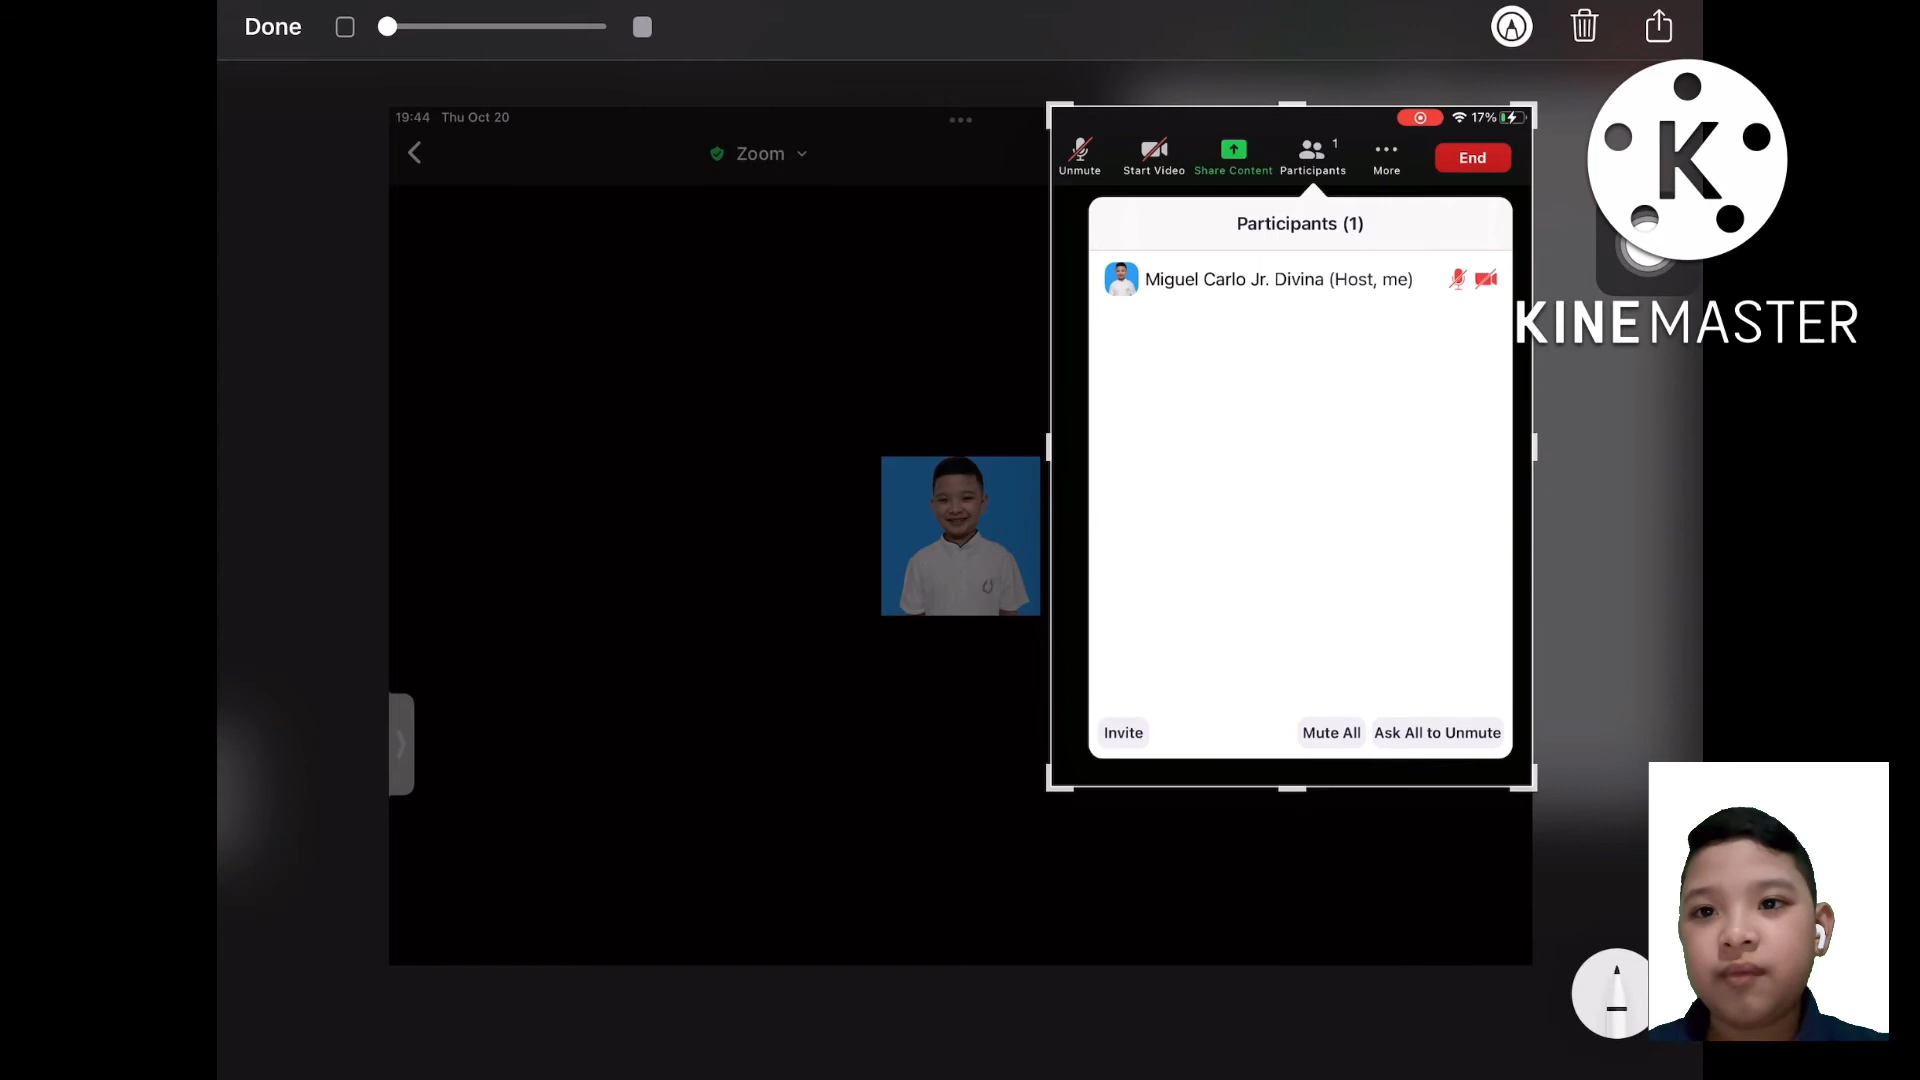 Done
19:44 Thu Oct 20
17%
Zoom
Unmute
Start Video
Share Content
Participants
1
More
End
K
KINEMASTER
Participants (1)
Miguel Carlo Jr. Divina (Host, me)
Invite
Mute All
Ask All to Unmute